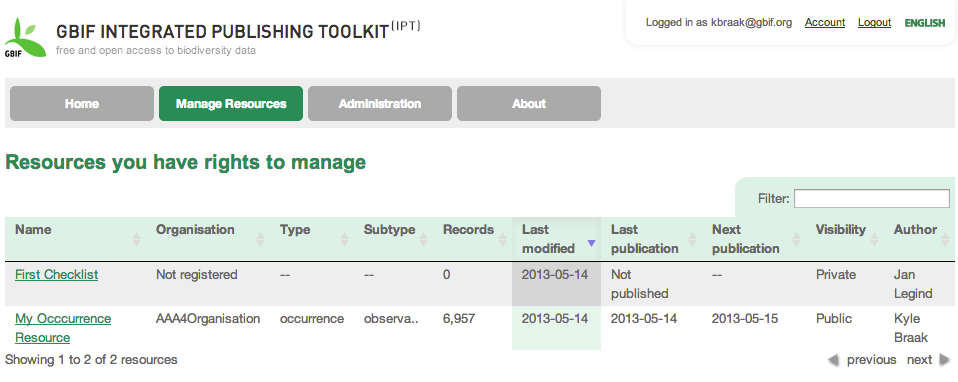 Logged in as kbraak@gbif.org Account Logout ENGLISH
GBIF INTEGRATED PUBLISHING TOOLKIT(IPT)
free and open access to biodiversity data
GBIF
Home Manage Resources Administration About
Resources you have rights to manage
Filter:
Name Organisation Type Subtype Records Last modified Last publication Next publication Visibility Author
First Checklist Not registered -- -- 0 2013-05-14 Not published -- Private Jan Legind
My Occcurrence Resource AAA4Organisation occurrence observa.. 6,957 2013-05-14 2013-05-14 2013-05-15 Public Kyle Braak
Showing 1 to 2 of 2 resources previous next